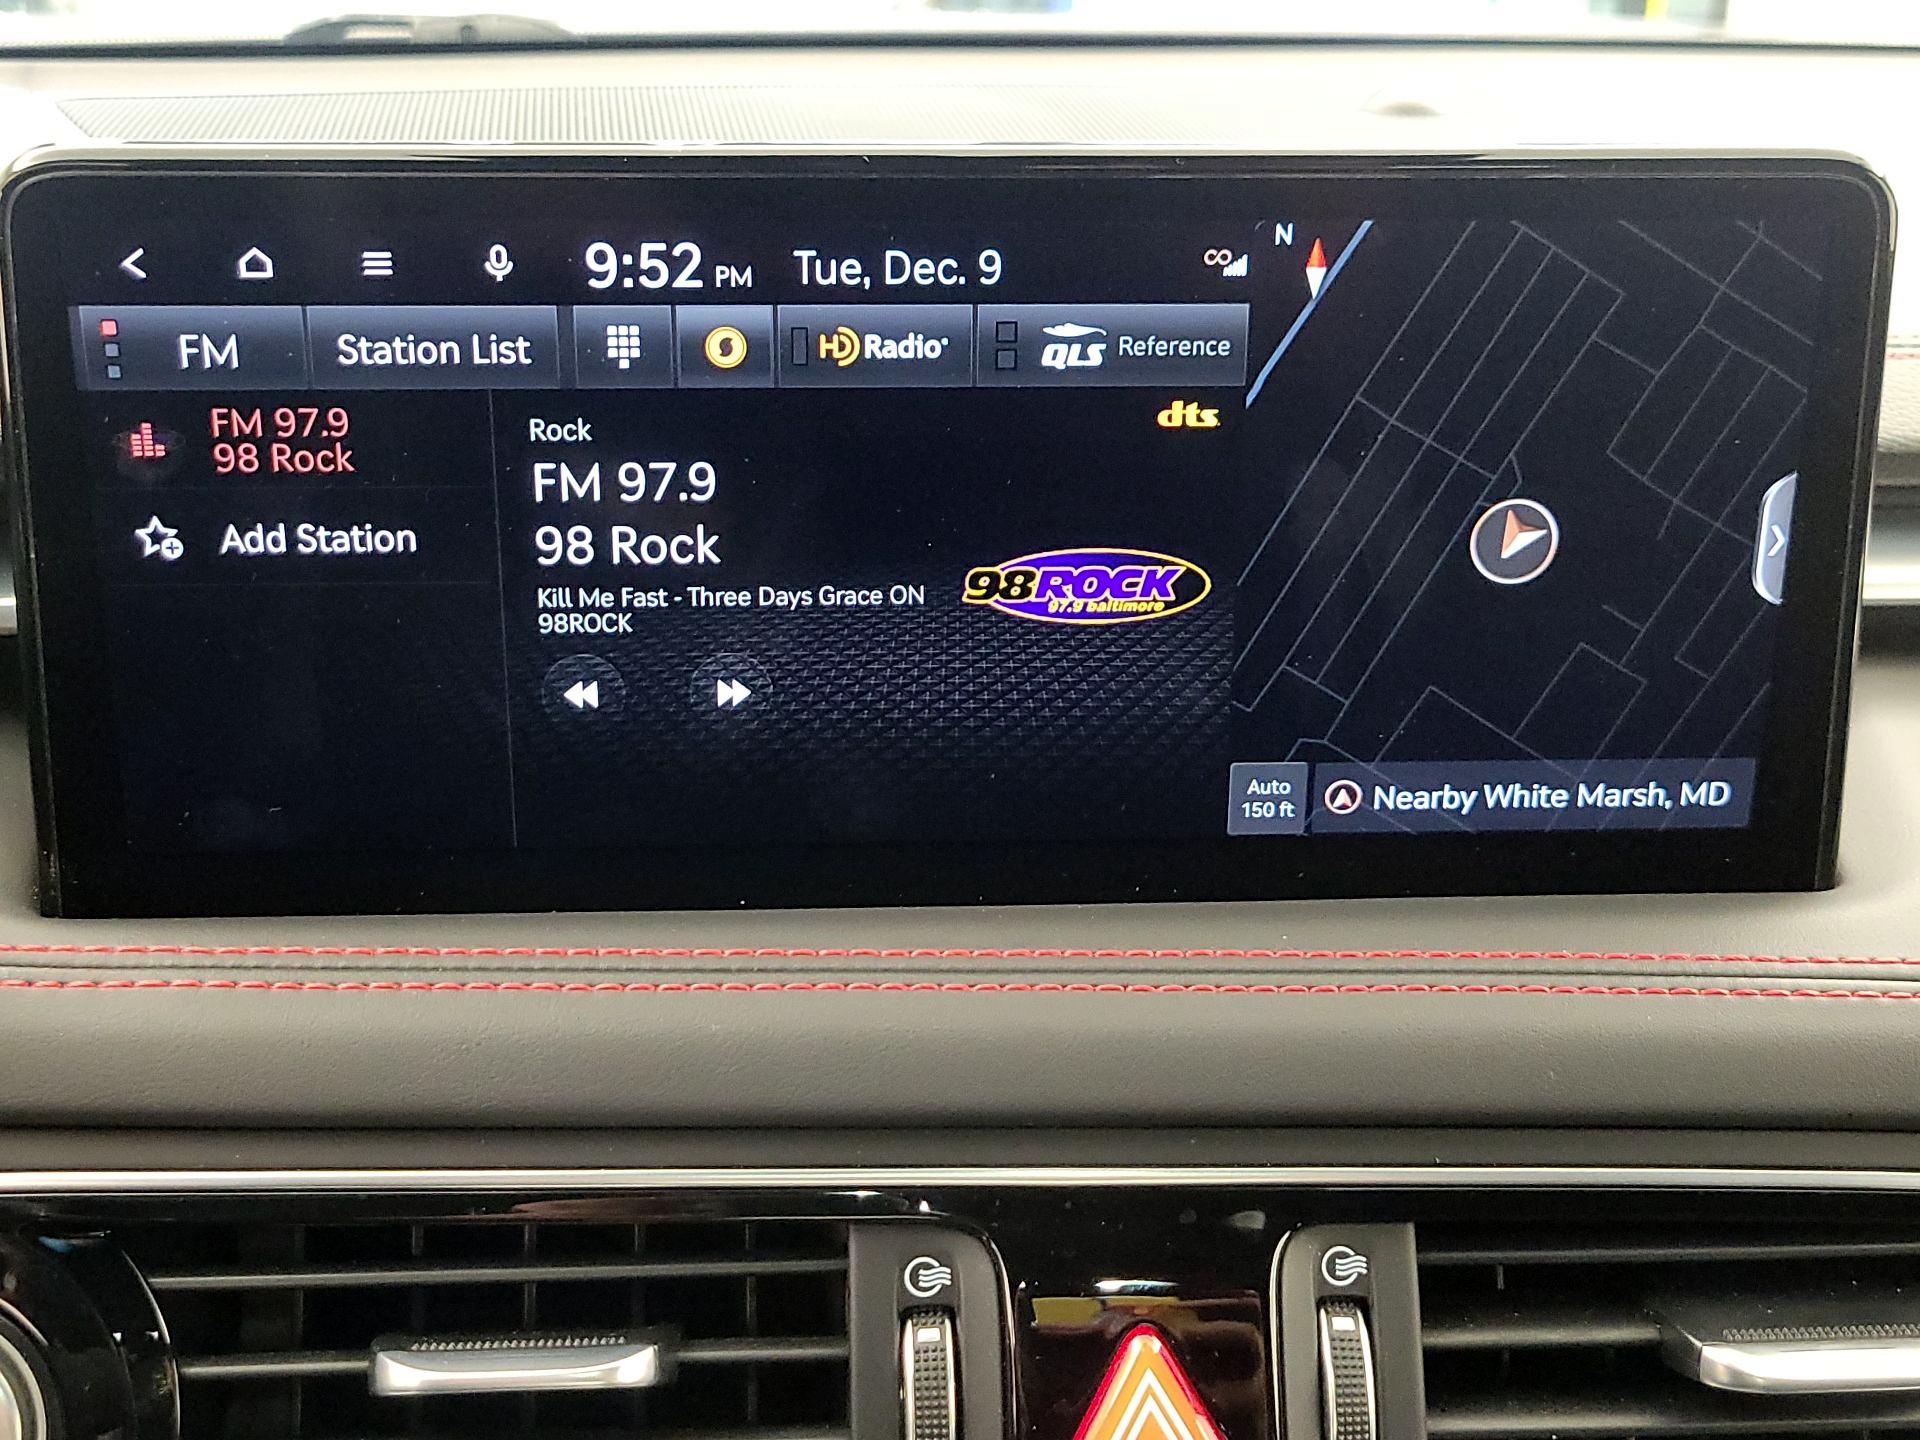 9:52 PM Tue, Dec. 9
N
FM
Station List
HD Radio
QLS Reference
FM 97.9
98 Rock
Add Station
dts
Rock
FM 97.9
98 Rock
Kill Me Fast - Three Days Grace ON
98ROCK
98ROCK
97.9 baltimore
Auto
150 ft
Nearby White Marsh, MD